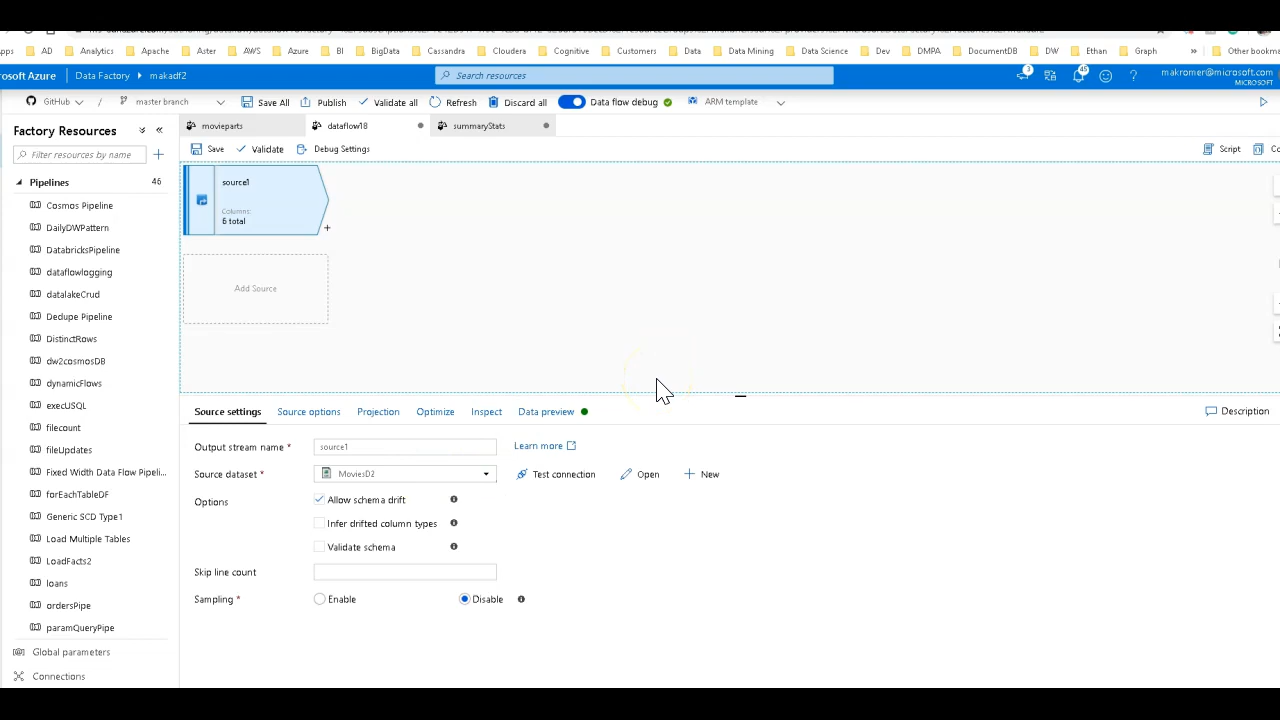 pps AD Analytics Apache Aster AWS Azure BI BigData Cassandra Cloudera Cognitive Customers Data Data Mining Data Science Dev DMPA DocumentDB DW Ethan Graph » Other bookm
rosoft Azure Data Factory makadf2 Search resources 3 45 ? makromer@microsoft.com
MICROSOFT
GitHub master branch Save All Publish Validate all Refresh Discard all Data flow debug ARM template
Factory Resources
movieparts dataflow18 summaryStats
Filter resources by name
Save Validate Debug Settings Script Co
Pipelines 46
Cosmos Pipeline
DailyDWPattern
DatabricksPipeline
dataflowlogging
datalakeCrud
Dedupe Pipeline
DistinctRows
dw2cosmosDB
dynamicFlows
execUSQL
filecount
fileUpdates
Fixed Width Data Flow Pipeli...
forEachTableDF
Generic SCD Type1
Load Multiple Tables
LoadFacts2
loans
ordersPipe
paramQueryPipe
Global parameters
Connections
source1
Columns:
6 total
+
Add Source
Source settings Source options Projection Optimize Inspect Data preview Description
Output stream name * source1 Learn more
Source dataset * MoviesD2 Test connection Open New
Options Allow schema drift
Infer drifted column types
Validate schema
Skip line count
Sampling * Enable Disable